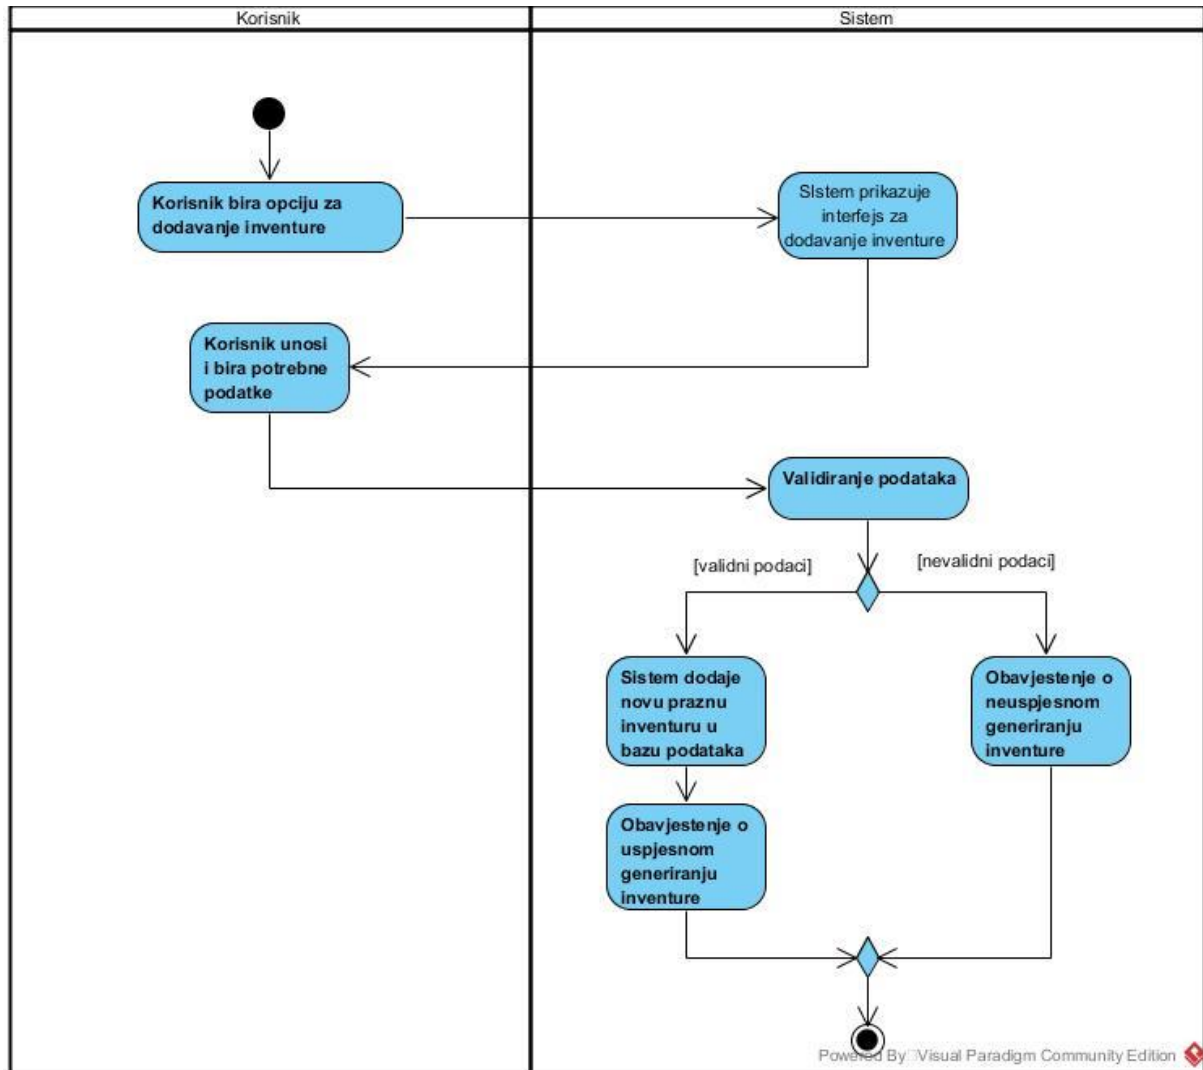 Korisnik
Sistem
Korisnik bira opciju za
dodavanje inventure
SIstem prikazuje
interfejs za
dodavanje inventure
Korisnik unosi
i bira potrebne
podatke
Validiranje podataka
[validni podaci]
[nevalidni podaci]
Sistem dodaje
novu praznu
inventuru u
bazu podataka
Obavjestenje o
neuspjesnom
generiranju
inventure
Obavjestenje o
uspjesnom
generiranju
inventure
Powered By Visual Paradigm Community Edition